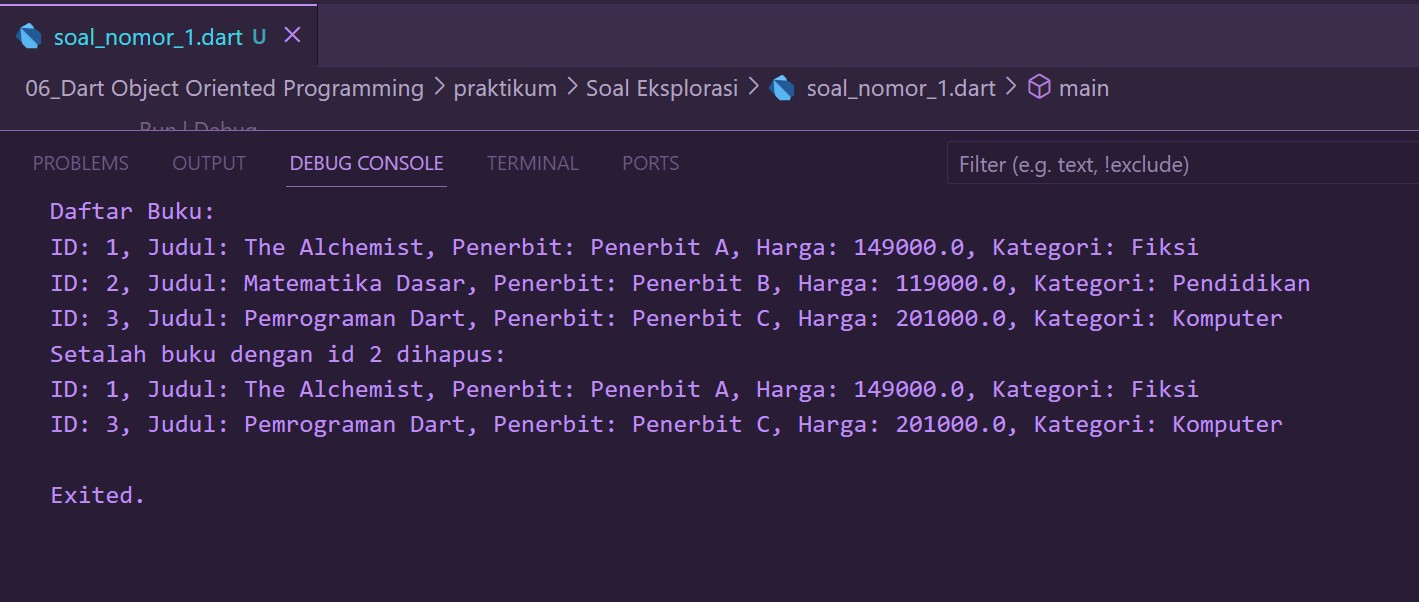 soal_nomor_1.dart U
06_Dart Object Oriented Programming > praktikum > Soal Eksplorasi > soal_nomor_1.dart > main
Run | Debug
PROBLEMS OUTPUT DEBUG CONSOLE TERMINAL PORTS Filter (e.g. text, !exclude)
Daftar Buku:
ID: 1, Judul: The Alchemist, Penerbit: Penerbit A, Harga: 149000.0, Kategori: Fiksi
ID: 2, Judul: Matematika Dasar, Penerbit: Penerbit B, Harga: 119000.0, Kategori: Pendidikan
ID: 3, Judul: Pemrograman Dart, Penerbit: Penerbit C, Harga: 201000.0, Kategori: Komputer
Setalah buku dengan id 2 dihapus:
ID: 1, Judul: The Alchemist, Penerbit: Penerbit A, Harga: 149000.0, Kategori: Fiksi
ID: 3, Judul: Pemrograman Dart, Penerbit: Penerbit C, Harga: 201000.0, Kategori: Komputer
Exited.